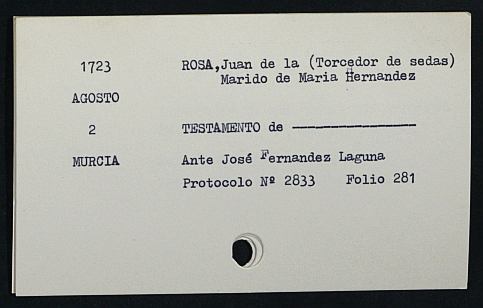 1723 ROSA, Juan de la (Torcedor de sedas)
Marido de Maria Hernandez
AGOSTO
2 TESTAMENTO de ----------------
MURCIA Ante José Fernandez Laguna
Protocolo Nº 2833 Folio 281